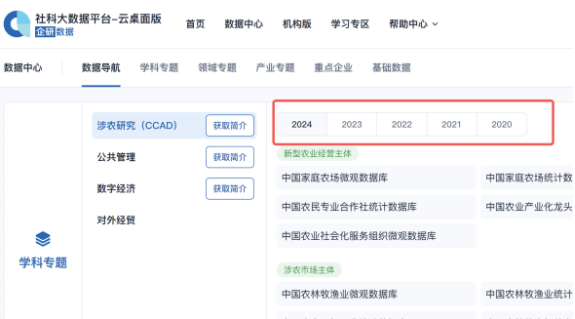 社科大数据平台-云桌面版
企研数据
首页 数据中心 机构版 学习专区 帮助中心
数据中心 数据导航 学科专题 领域专题 产业专题 重点企业 基础数据
涉农研究（CCAD） 获取简介
公共管理 获取简介
数字经济 获取简介
对外经贸
学科专题
2024 2023 2022 2021 2020
新型农业经营主体
中国家庭农场微观数据库 中国家庭农场统计数
中国农民专业合作社统计数据库 中国农业产业化龙头
中国农业社会化服务组织微观数据库
涉农市场主体
中国农林牧渔业微观数据库 中国农林牧渔业统计